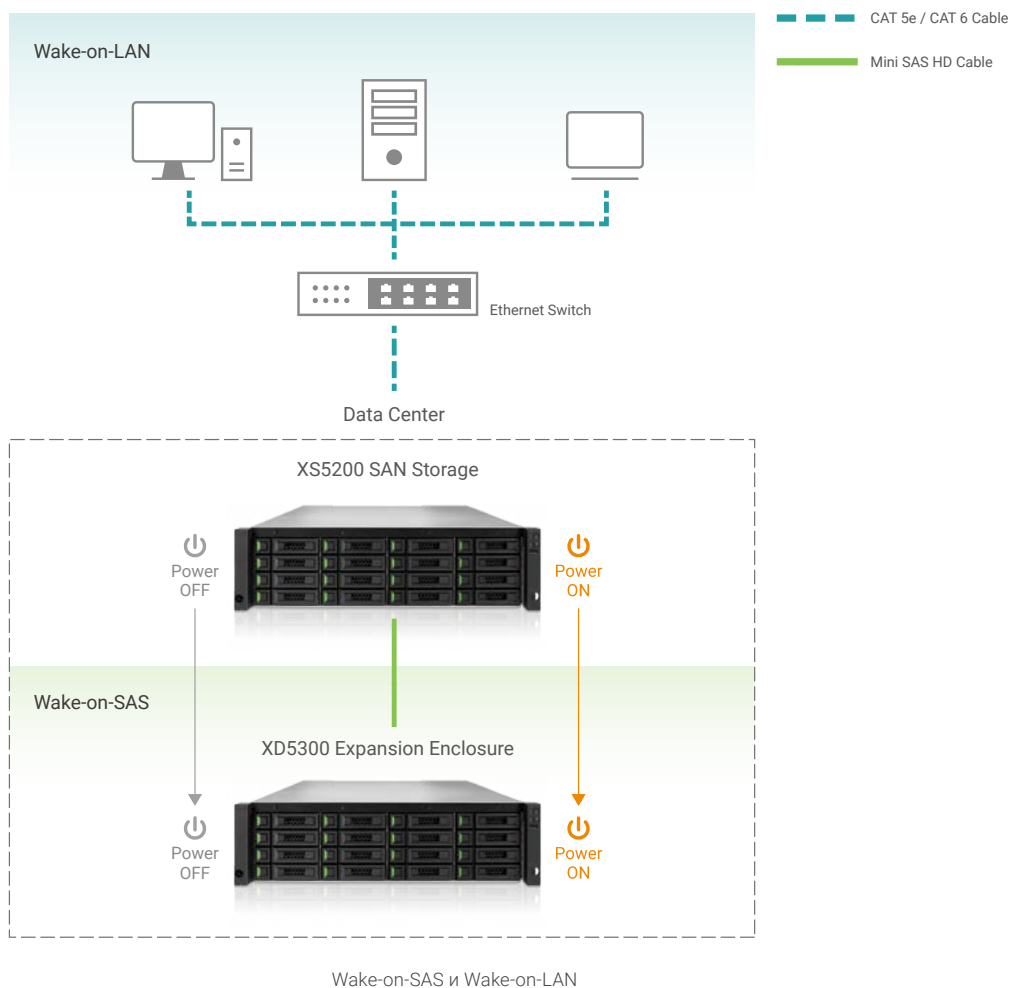 CAT 5e / CAT 6 Cable
Mini SAS HD Cable
Wake-on-LAN
Ethernet Switch
Data Center
XS5200 SAN Storage
Power
OFF
Power
ON
Wake-on-SAS
XD5300 Expansion Enclosure
Power
OFF
Power
ON
Wake-on-SAS и Wake-on-LAN